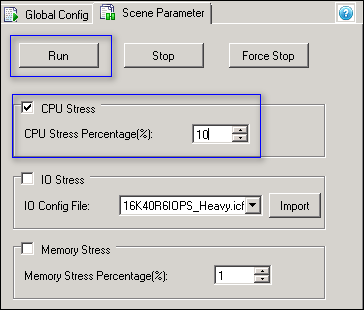 Global Config Scene Parameter
Run Stop Force Stop
CPU Stress
CPU Stress Percentage(%): 10
IO Stress
IO Config File: 16K40R6IOPS_Heavy.icf Import
Memory Stress
Memory Stress Percentage(%): 1